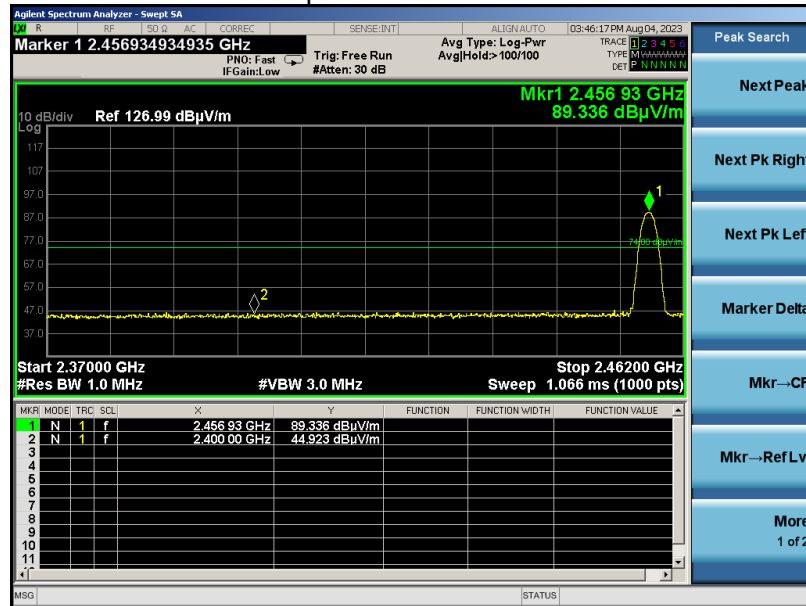 Agilent Spectrum Analyzer - Swept SA
LXI R RF 50 Ω AC CORREC SENSE:INT ALIGN AUTO 03:46:17 PM Aug 04, 2023
Marker 1 2.456934934935 GHz
PNO: Fast
IFGain:Low
Trig: Free Run
#Atten: 30 dB
Avg Type: Log-Pwr
Avg|Hold:> 100/100
TRACE 1 2 3 4 5 6
TYPE M WWWWW
DET P N N N N N
Peak Search
Mkr1 2.456 93 GHz
89.336 dBµV/m
10 dB/div Ref 126.99 dBµV/m
Log
117
107
97.0
87.0
77.0
67.0
57.0
47.0
37.0
1
74.00 dBµV/m
2
Start 2.37000 GHz Stop 2.46200 GHz
#Res BW 1.0 MHz #VBW 3.0 MHz Sweep 1.066 ms (1000 pts)
MKR MODE TRC SCL X Y FUNCTION FUNCTION WIDTH FUNCTION VALUE
1 N 1 f 2.456 93 GHz 89.336 dBµV/m
2 N 1 f 2.400 00 GHz 44.923 dBµV/m
3
4
5
6
7
8
9
10
11
Next Peak
Next Pk Right
Next Pk Left
Marker Delta
Mkr→CF
Mkr→Ref Lv
More
1 of 2
MSG STATUS